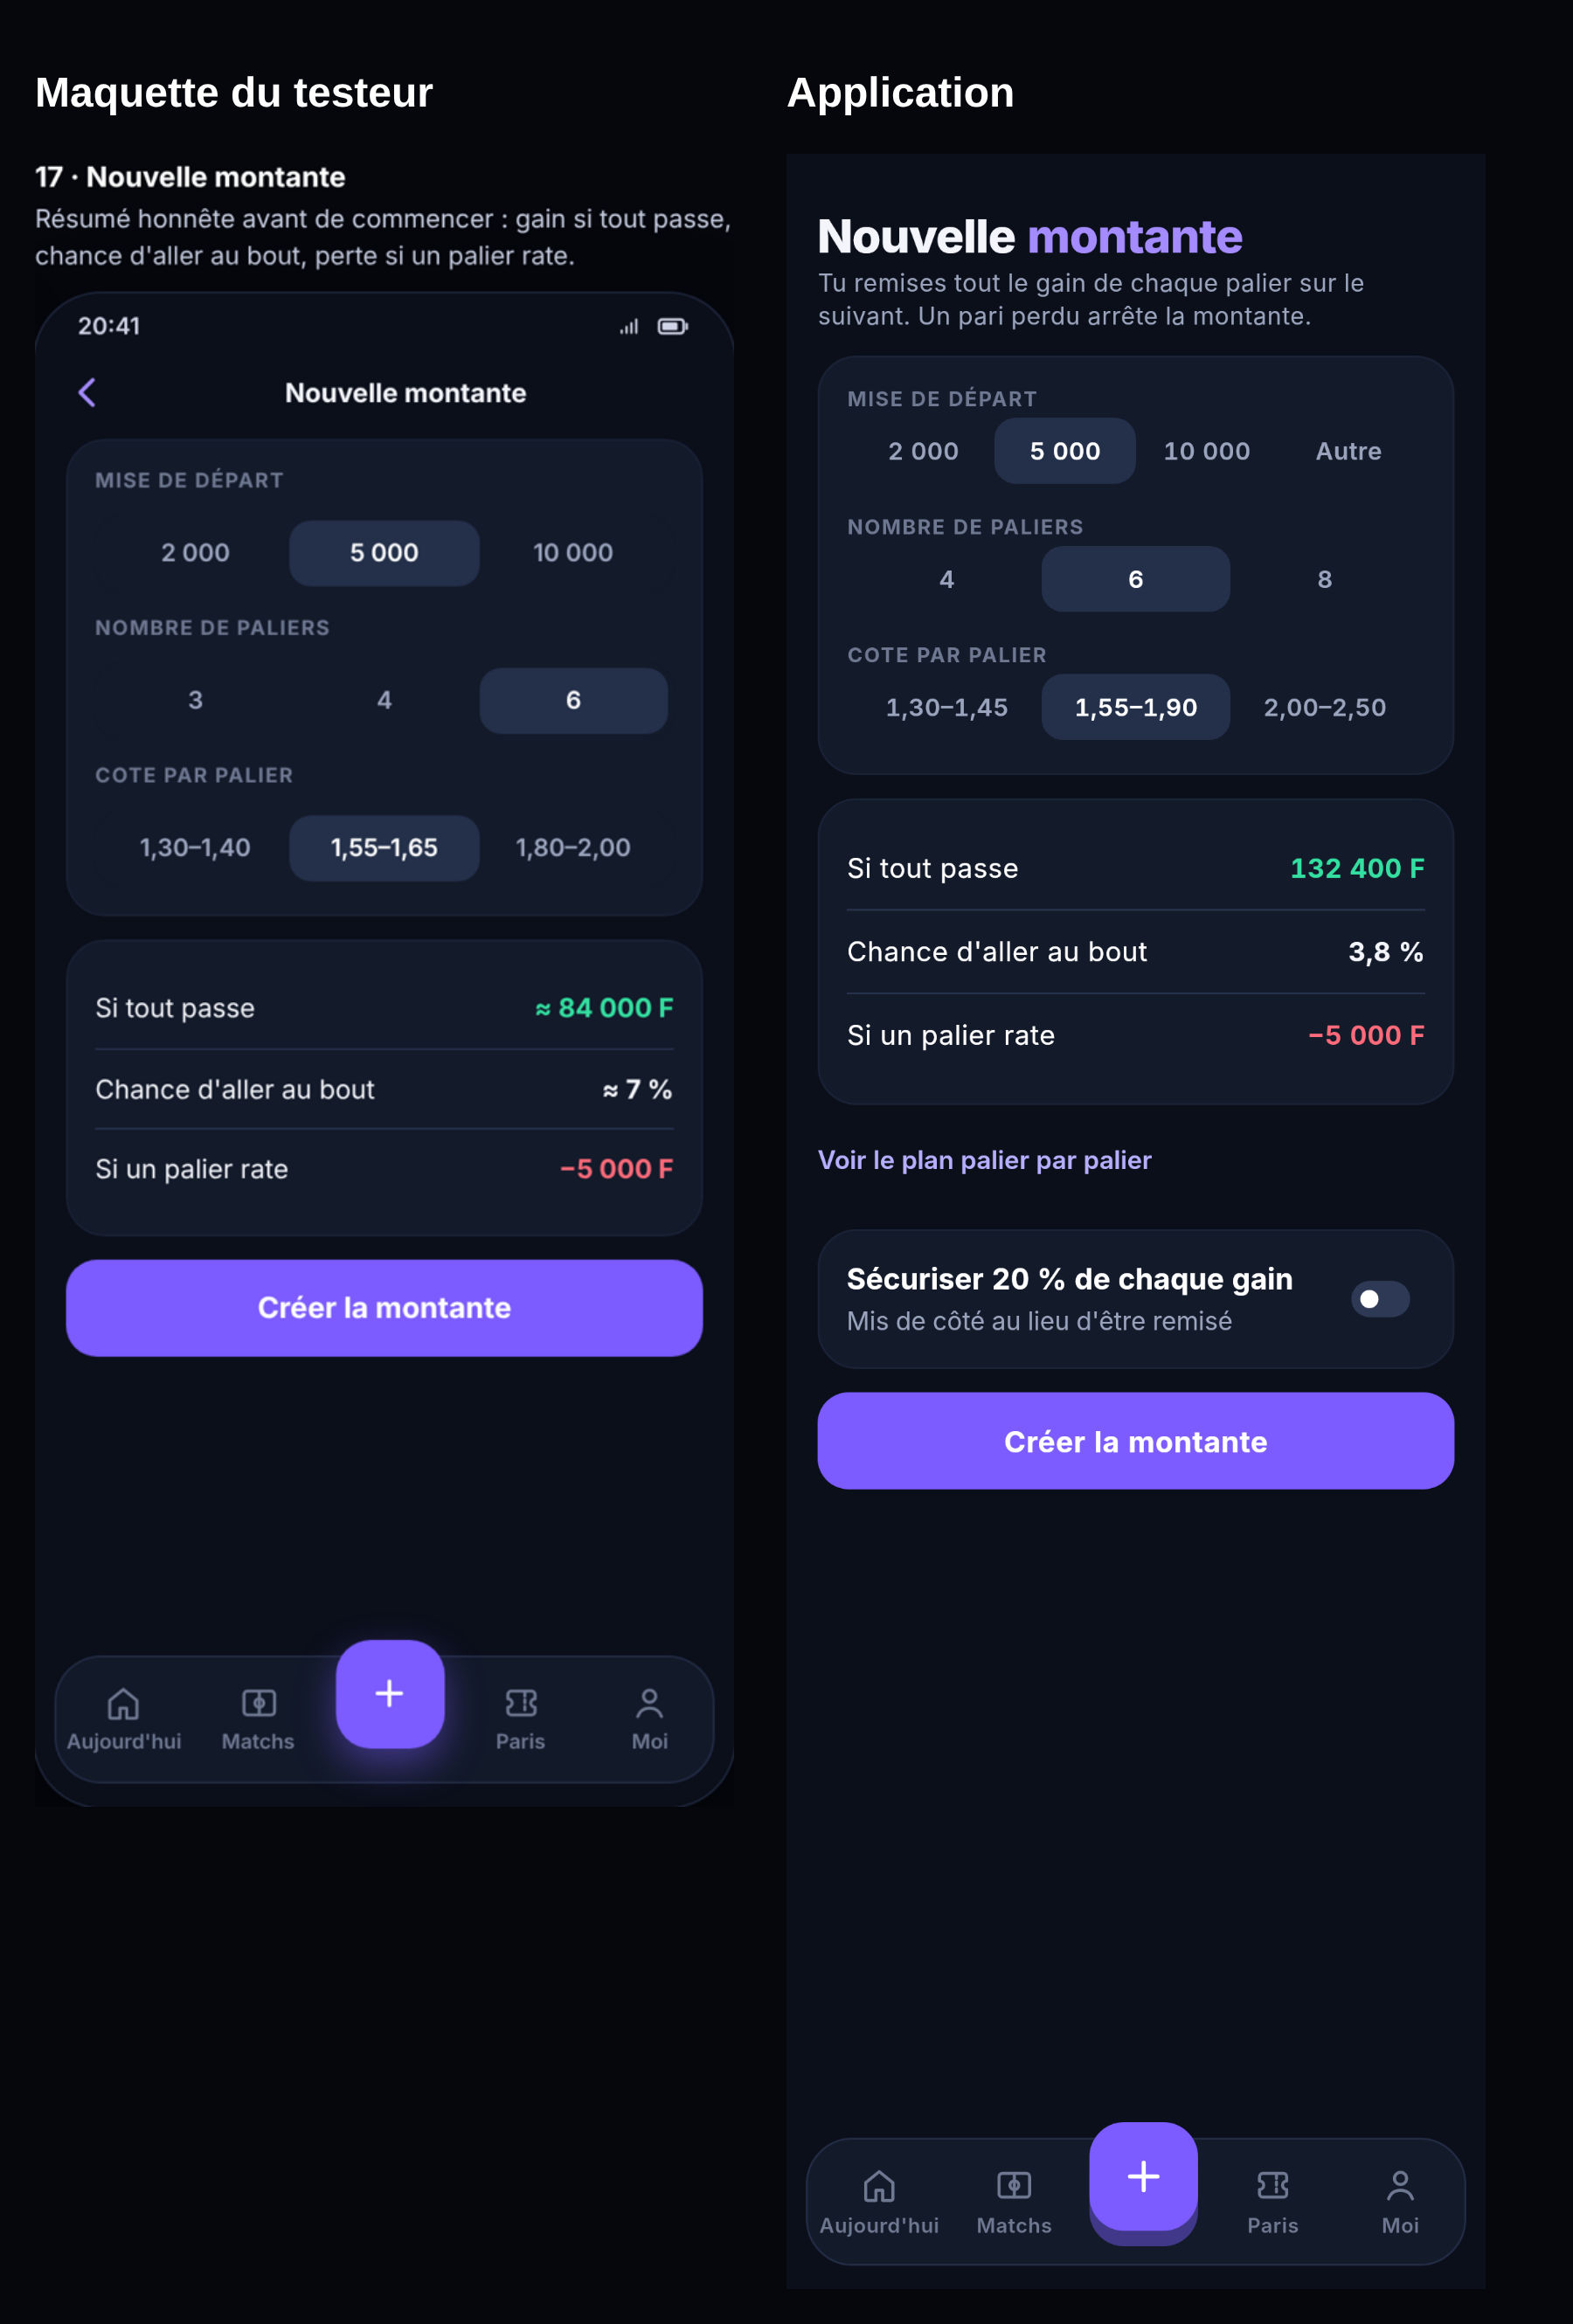 Maquette du testeur
17 · Nouvelle montante
Résumé honnête avant de commencer : gain si tout passe,
chance d'aller au bout, perte si un palier rate.
20:41
Nouvelle montante
MISE DE DÉPART
2 000 5 000 10 000
NOMBRE DE PALIERS
3 4 6
COTE PAR PALIER
1,30–1,40 1,55–1,65 1,80–2,00
Si tout passe ≈ 84 000 F
Chance d'aller au bout ≈ 7 %
Si un palier rate −5 000 F
Créer la montante
Aujourd'hui Matchs + Paris Moi
Application
Nouvelle montante
Tu remises tout le gain de chaque palier sur le
suivant. Un pari perdu arrête la montante.
MISE DE DÉPART
2 000 5 000 10 000 Autre
NOMBRE DE PALIERS
4 6 8
COTE PAR PALIER
1,30–1,45 1,55–1,90 2,00–2,50
Si tout passe 132 400 F
Chance d'aller au bout 3,8 %
Si un palier rate −5 000 F
Voir le plan palier par palier
Sécuriser 20 % de chaque gain
Mis de côté au lieu d'être remisé
Créer la montante
Aujourd'hui Matchs + Paris Moi